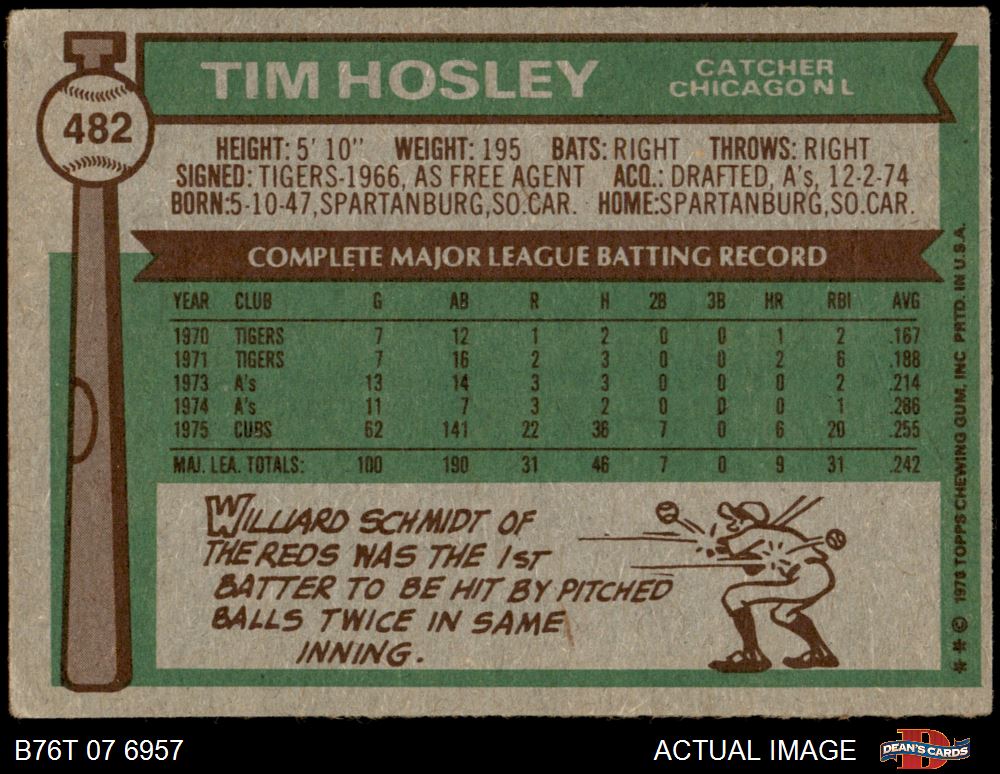 482
TIM HOSLEY
CATCHER
CHICAGO N L
HEIGHT: 5' 10" WEIGHT: 195 BATS: RIGHT THROWS: RIGHT
SIGNED: TIGERS-1966, AS FREE AGENT ACQ.: DRAFTED, A's, 12-2-74
BORN:5-10-47,SPARTANBURG,SO.CAR. HOME:SPARTANBURG,SO.CAR.
COMPLETE MAJOR LEAGUE BATTING RECORD
YEAR CLUB G AB R H 2B 3B HR RBI AVG
1970 TIGERS 7 12 1 2 0 0 1 2 .167
1971 TIGERS 7 16 2 3 0 0 2 6 .188
1973 A's 13 14 3 3 0 0 0 2 .214
1974 A's 11 7 3 2 0 0 0 1 .286
1975 CUBS 62 141 22 36 7 0 6 20 .255
MAJ. LEA. TOTALS: 100 190 31 46 7 0 9 31 .242
WILLIARD SCHMIDT OF
THE REDS WAS THE 1ST
BATTER TO BE HIT BY PITCHED
BALLS TWICE IN SAME
INNING.
** © 1976 TOPPS CHEWING GUM, INC PRTD. IN U.S.A.
B76T 07 6957
ACTUAL IMAGE
DEAN'S CARDS